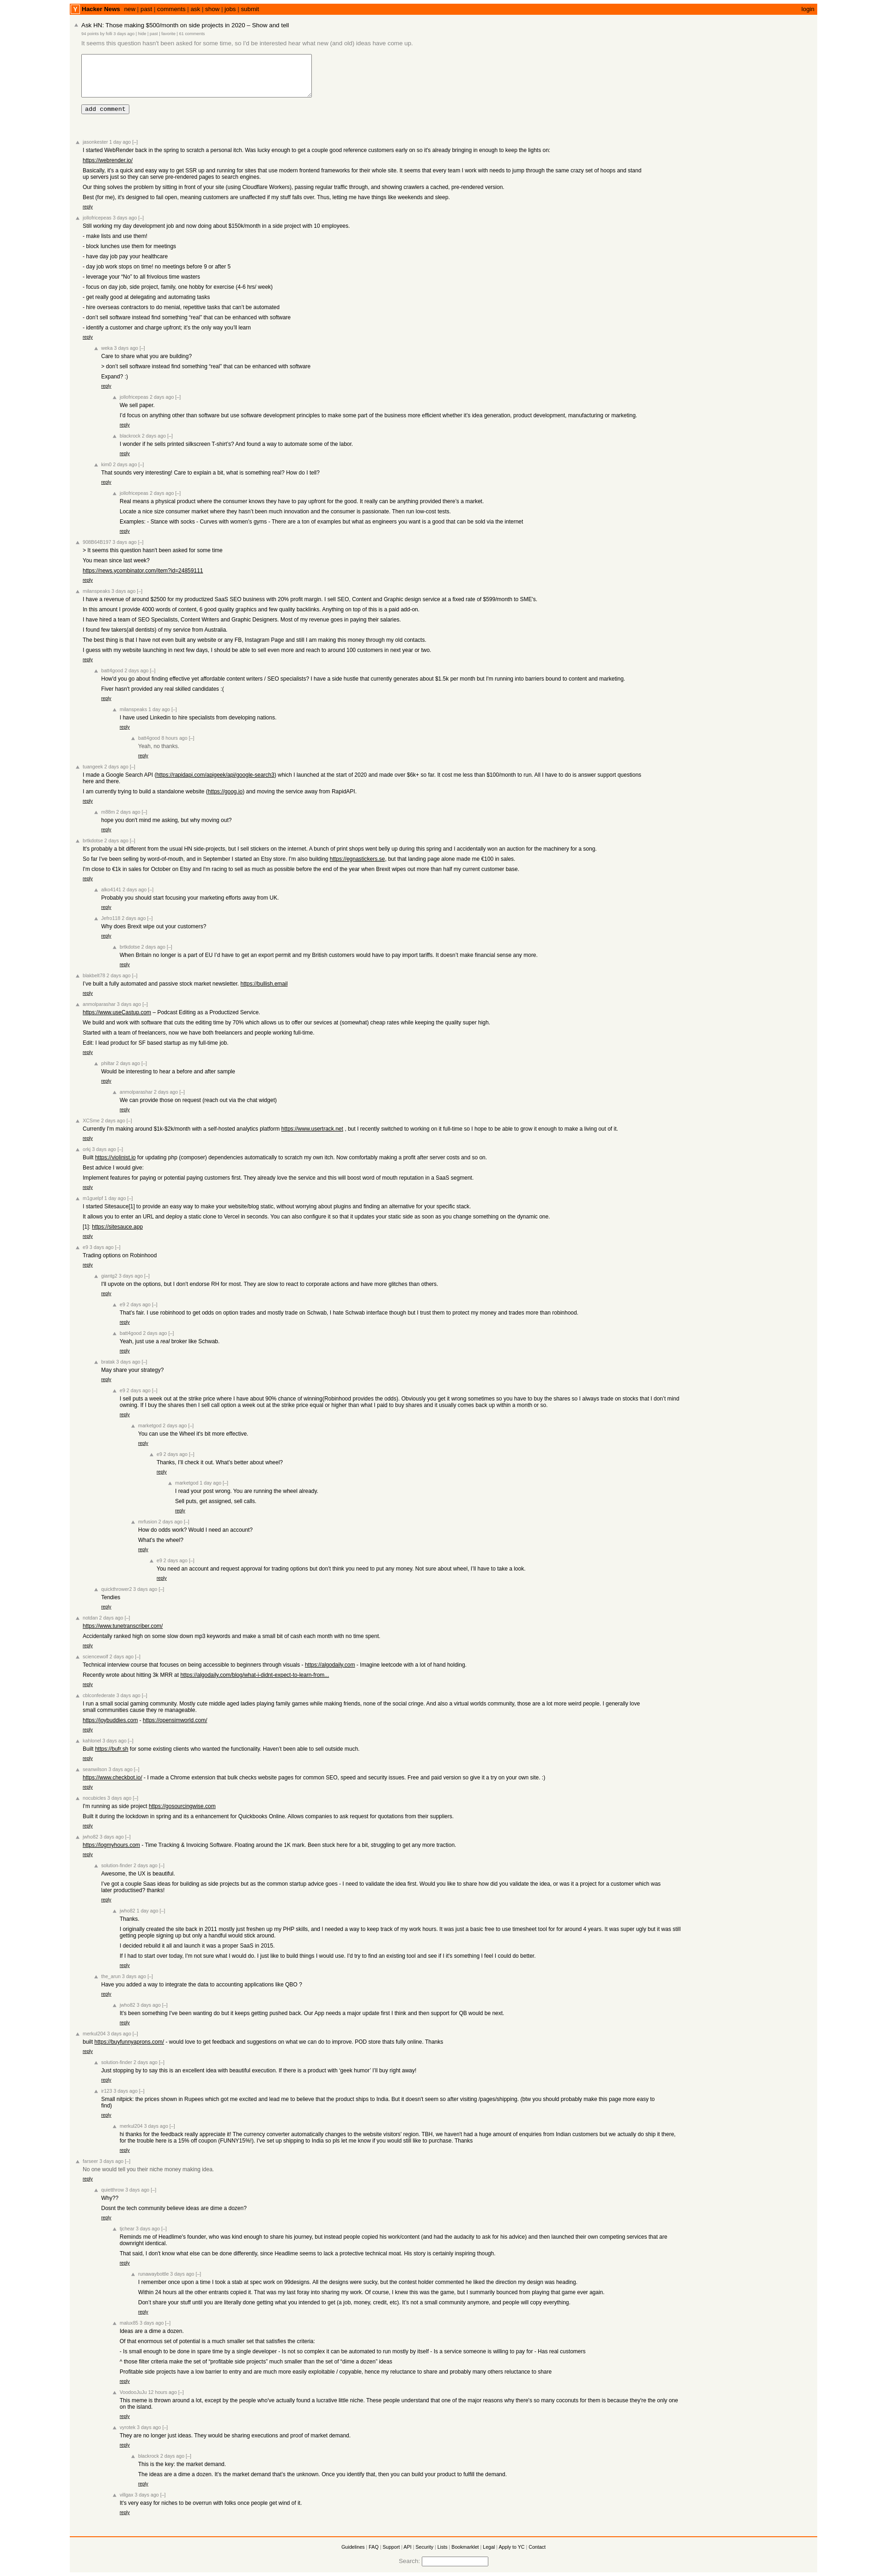 Y Hacker News new | past | comments | ask | show | jobs | submit login
Ask HN: Those making $500/month on side projects in 2020 – Show and tell
It seems this question hasn't been asked for some time, so I'd be interested hear what new (and old) ideas have come up.
add comment
jasonkester 1 day ago [–]
I started WebRender back in the spring to scratch a personal itch. Was lucky enough to get a couple good reference customers early on so it's already bringing in enough to keep the lights on:
https://webrender.io/
Basically, it's a quick and easy way to get SSR up and running for sites that use modern frontend frameworks for their whole site. It seems that every team I work with needs to jump through the same crazy set of hoops and stand
up servers just so they can serve pre-rendered pages to search engines.
Our thing solves the problem by sitting in front of your site (using Cloudflare Workers), passing regular traffic through, and showing crawlers a cached, pre-rendered version.
Best (for me), it's designed to fail open, meaning customers are unaffected if my stuff falls over. Thus, letting me have things like weekends and sleep.
reply
jollofricepeas 3 days ago [–]
Still working my day development job and now doing about $150k/month in a side project with 10 employees.
- make lists and use them!
- block lunches use them for meetings
- have day job pay your healthcare
- day job work stops on time! no meetings before 9 or after 5
- leverage your “No” to all frivolous time wasters
- focus on day job, side project, family, one hobby for exercise (4-6 hrs/ week)
- get really good at delegating and automating tasks
- hire overseas contractors to do menial, repetitive tasks that can't be automated
- don't sell software instead find something “real” that can be enhanced with software
- identify a customer and charge upfront; it's the only way you'll learn
reply
weka 3 days ago [–]
Care to share what you are building?
> don't sell software instead find something “real” that can be enhanced with software
Expand? :)
reply
jollofricepeas 2 days ago [–]
We sell paper.
I'd focus on anything other than software but use software development principles to make some part of the business more efficient whether it's idea generation, product development, manufacturing or marketing.
reply
blackrock 2 days ago [–]
I wonder if he sells printed silkscreen T-shirt's? And found a way to automate some of the labor.
reply
2 days ago [–]
That sounds very interesting! Care to explain a bit, what is something real? How do I tell?
reply
jollofricepeas 2 days ago [–]
Real means a physical product where the consumer knows they have to pay upfront for the good. It really can be anything provided there's a market.
Locate a nice size consumer market where they hasn't been much innovation and the consumer is passionate. Then run low-cost tests.
Examples: - Stance with socks - Curves with women's gyms - There are a ton of examples but what as engineers you want is a good that can be sold via the internet
reply
3 days ago [–]
> It seems this question hasn't been asked for some time
You mean since last week?
https://news.ycombinator.com/item?id=24859111
reply
milanspeaks 3 days ago [–]
I have a revenue of around $2500 for my productized SaaS SEO business with 20% profit margin. I sell SEO, Content and Graphic design service at a fixed rate of $599/month to SME's.
In this amount I provide 4000 words of content, 6 good quality graphics and few quality backlinks. Anything on top of this is a paid add-on.
I have hired a team of SEO Specialists, Content Writers and Graphic Designers. Most of my revenue goes in paying their salaries.
I found few takers(all dentists) of my service from Australia.
The best thing is that I have not even built any website or any FB, Instagram Page and still I am making this money through my old contacts.
I guess with my website launching in next few days, I should be able to sell even more and reach to around 100 customers in next year or two.
reply
batt4good 2 days ago [–]
How'd you go about finding effective yet affordable content writers / SEO specialists? I have a side hustle that currently generates about $1.5k per month but I'm running into barriers bound to content and marketing.
Fiver hasn't provided any real skilled candidates :(
reply
milanspeaks 1 day ago [–]
I have used Linkedin to hire specialists from developing nations.
reply
batt4good 8 hours ago [–]
Yeah, no thanks.
reply
tuangeek 2 days ago [–]
I made a Google Search API (https://rapidapi.com/apigeek/api/google-search3) which I launched at the start of 2020 and made over $6k+ so far. It cost me less than $100/month to run. All I have to do is answer support questions
here and there.
I am currently trying to build a standalone website (https://goog.io) and moving the service away from RapidAPI.
reply
2 days ago [–]
hope you don't mind me asking, but why moving out?
reply
2 days ago [–]
It's probably a bit different from the usual HN side-projects, but I sell stickers on the internet. A bunch of print shops went belly up during this spring and I accidentally won an auction for the machinery for a song.
So far I've been selling by word-of-mouth, and in September I started an Etsy store. I'm also building https://egnastickers.se, but that landing page alone made me €100 in sales.
I'm close to €1k in sales for October on Etsy and I'm racing to sell as much as possible before the end of the year when Brexit wipes out more than half my current customer base.
reply
alko4141 2 days ago [–]
Probably you should start focusing your marketing efforts away from UK.
reply
Jeho118 2 days ago [–]
Why does Brexit wipe out your customers?
reply
2 days ago [–]
When Britain no longer is a part of EU I'd have to get an export permit and my British customers would have to pay import tariffs. It doesn't make financial sense any more.
reply
blakbelt78 2 days ago [–]
I've built a fully automated and passive stock market newsletter. https://bullish.email
reply
anmolparashar 3 days ago [–]
https://www.useCastup.com – Podcast Editing as a Productized Service.
We build and work with software that cuts the editing time by 70% which allows us to offer our sevices at (somewhat) cheap rates while keeping the quality super high.
Started with a team of freelancers, now we have both freelancers and people working full-time.
Edit: I lead product for SF based startup as my full-time job.
reply
2 days ago [–]
Would be interesting to hear a before and after sample
reply
anmolparashar 2 days ago [–]
We can provide those on request (reach out via the chat widget)
reply
XCSme 2 days ago [–]
Currently I'm making around $1k-$2k/month with a self-hosted analytics platform https://www.usertrack.net , but I recently switched to working on it full-time so I hope to be able to grow it enough to make a living out of it.
reply
3 days ago [–]
Built https://violinist.io for updating php (composer) dependencies automatically to scratch my own itch. Now comfortably making a profit after server costs and so on.
Best advice I would give:
Implement features for paying or potential paying customers first. They already love the service and this will boost word of mouth reputation in a SaaS segment.
reply
m1guelpf 1 day ago [–]
I started Sitesauce[1] to provide an easy way to make your website/blog static, without worrying about plugins and finding an alternative for your specific stack.
It allows you to enter an URL and deploy a static clone to Vercel in seconds. You can also configure it so that it updates your static side as soon as you change something on the dynamic one.
[1]: https://sitesauce.app
reply
e9 3 days ago [–]
Trading options on Robinhood
reply
giantg2 3 days ago [–]
I'll upvote on the options, but I don't endorse RH for most. They are slow to react to corporate actions and have more glitches than others.
reply
e9 2 days ago [–]
That's fair. I use robinhood to get odds on option trades and mostly trade on Schwab, I hate Schwab interface though but I trust them to protect my money and trades more than robinhood.
reply
batt4good 2 days ago [–]
Yeah, just use a real broker like Schwab.
reply
3 days ago [–]
May share your strategy?
reply
e9 2 days ago [–]
I sell puts a week out at the strike price where I have about 90% chance of winning(Robinhood provides the odds). Obviously you get it wrong sometimes so you have to buy the shares so I always trade on stocks that I don't mind
owning. If I buy the shares then I sell call option a week out at the strike price equal or higher than what I paid to buy shares and it usually comes back up within a month or so.
reply
marketgod 2 days ago [–]
You can use the Wheel it's bit more effective.
reply
e9 2 days ago [–]
Thanks, I'll check it out. What's better about wheel?
reply
marketgod 1 day ago [–]
I read your post wrong. You are running the wheel already.
Sell puts, get assigned, sell calls.
reply
mrfusion 2 days ago [–]
How do odds work? Would I need an account?
What's the wheel?
reply
e9 2 days ago [–]
You need an account and request approval for trading options but don't think you need to put any money. Not sure about wheel, I'll have to take a look.
reply
quickthrower2 3 days ago [–]
Tendies
reply
2 days ago [–]
https://www.tunetranscriber.com/
Accidentally ranked high on some slow down mp3 keywords and make a small bit of cash each month with no time spent.
reply
sciencewolf 2 days ago [–]
Technical interview course that focuses on being accessible to beginners through visuals - https://algodaily.com - Imagine leetcode with a lot of hand holding.
Recently wrote about hitting 3k MRR at https://algodaily.com/blog/what-i-didnt-expect-to-learn-from...
reply
3 days ago [–]
I run a small social gaming community. Mostly cute middle aged ladies playing family games while making friends, none of the social cringe. And also a virtual worlds community, those are a lot more weird people. I generally love
small communities cause they re manageable.
https://joybuddies.com - https://opensimworld.com/
reply
3 days ago [–]
Built https://bufr.sh for some existing clients who wanted the functionality. Haven't been able to sell outside much.
reply
seanwilson 3 days ago [–]
https://www.checkbot.io/ - I made a Chrome extension that bulk checks website pages for common SEO, speed and security issues. Free and paid version so give it a try on your own site. :)
reply
3 days ago [–]
I'm running as side project https://gosourcingwise.com
Built it during the lockdown in spring and its a enhancement for Quickbooks Online. Allows companies to ask request for quotations from their suppliers.
reply
jwho82 3 days ago [–]
https://logmyhours.com - Time Tracking & Invoicing Software. Floating around the 1K mark. Been stuck here for a bit, struggling to get any more traction.
reply
solution-finder 2 days ago [–]
Awesome, the UX is beautiful.
I've got a couple Saas ideas for building as side projects but as the common startup advice goes - I need to validate the idea first. Would you like to share how did you validate the idea, or was it a project for a customer which was
later productised? thanks!
reply
jwho82 1 day ago [–]
Thanks.
I originally created the site back in 2011 mostly just freshen up my PHP skills, and I needed a way to keep track of my work hours. It was just a basic free to use timesheet tool for for around 4 years. It was super ugly but it was still
getting people signing up but only a handful would stick around.
I decided rebuild it all and launch it was a proper SaaS in 2015.
If I had to start over today, I'm not sure what I would do. I just like to build things I would use. I'd try to find an existing tool and see if I it's something I feel I could do better.
reply
the_arun 3 days ago [–]
Have you added a way to integrate the data to accounting applications like QBO ?
reply
jwho82 3 days ago [–]
It's been something I've been wanting do but it keeps getting pushed back. Our App needs a major update first I think and then support for QB would be next.
reply
merkul204 3 days ago [–]
built https://buyfunnyaprons.com/ - would love to get feedback and suggestions on what we can do to improve. POD store thats fully online. Thanks
reply
solution-finder 2 days ago [–]
Just stopping by to say this is an excellent idea with beautiful execution. If there is a product with 'geek humor' I'll buy right away!
reply
3 days ago [–]
Small nitpick: the prices shown in Rupees which got me excited and lead me to believe that the product ships to India. But it doesn't seem so after visiting /pages/shipping. (btw you should probably make this page more easy to
find)
reply
merkul204 3 days ago [–]
hi thanks for the feedback really appreciate it! The currency converter automatically changes to the website visitors' region. TBH, we haven't had a huge amount of enquiries from Indian customers but we actually do ship it there,
for the trouble here is a 15% off coupon (FUNNY15%!). I've set up shipping to India so pls let me know if you would still like to purchase. Thanks
reply
3 days ago [–]
No one would tell you their niche money making idea.
reply
quietthrow 3 days ago [–]
Why??
Dosnt the tech community believe ideas are dime a dozen?
reply
3 days ago [–]
Reminds me of Headlime's founder, who was kind enough to share his journey, but instead people copied his work/content (and had the audacity to ask for his advice) and then launched their own competing services that are
downright identical.
That said, I don't know what else can be done differently, since Headlime seems to lack a protective technical moat. His story is certainly inspiring though.
reply
runawaybottle 3 days ago [–]
I remember once upon a time I took a stab at spec work on 99designs. All the designs were sucky, but the contest holder commented he liked the direction my design was heading.
Within 24 hours all the other entrants copied it. That was my last foray into sharing my work. Of course, I knew this was the game, but I summarily bounced from playing that game ever again.
Don't share your stuff until you are literally done getting what you intended to get (a job, money, credit, etc). It's not a small community anymore, and people will copy everything.
reply
3 days ago [–]
Ideas are a dime a dozen.
Of that enormous set of potential is a much smaller set that satisfies the criteria:
- Is small enough to be done in spare time by a single developer - Is not so complex it can be automated to run mostly by itself - Is a service someone is willing to pay for - Has real customers
^ those filter criteria make the set of “profitable side projects” much smaller than the set of “dime a dozen” ideas
Profitable side projects have a low barrier to entry and are much more easily exploitable / copyable, hence my reluctance to share and probably many others reluctance to share
reply
VoodooJuJu 12 hours ago [–]
This meme is thrown around a lot, except by the people who've actually found a lucrative little niche. These people understand that one of the major reasons why there's so many coconuts for them is because they're the only one
on the island.
reply
3 days ago [–]
They are no longer just ideas. They would be sharing executions and proof of market demand.
reply
blackrock 2 days ago [–]
This is the key: the market demand.
The ideas are a dime a dozen. It's the market demand that's the unknown. Once you identify that, then you can build your product to fulfill the demand.
reply
3 days ago [–]
It's very easy for niches to be overrun with folks once people get wind of it.
reply
Guidelines | FAQ | Support | API | Security | Lists | Bookmarklet | Legal | Apply to YC | Contact
Search: